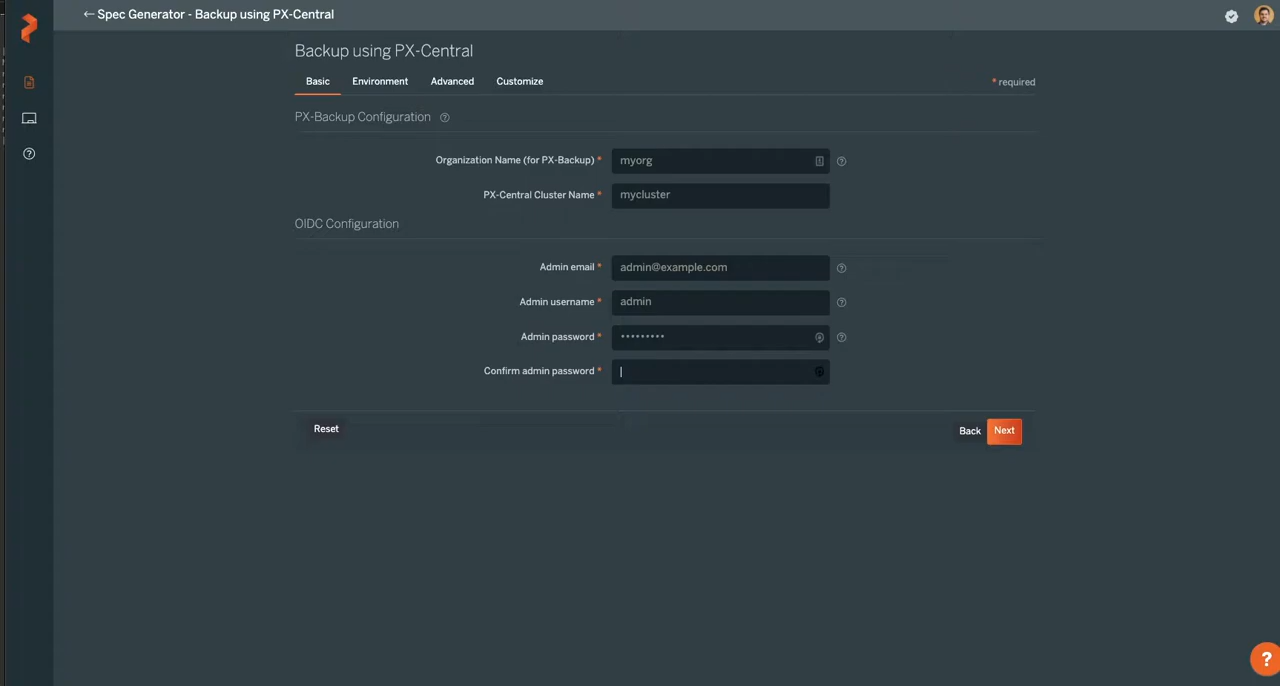 ← Spec Generator - Backup using PX-Central
Backup using PX-Central
Basic Environment Advanced Customize
* required
PX-Backup Configuration ?
Organization Name (for PX-Backup) * myorg ?
PX-Central Cluster Name * mycluster
OIDC Configuration
Admin email * admin@example.com ?
Admin username * admin ?
Admin password * ••••••••• ?
Confirm admin password *
Reset Back Next
?